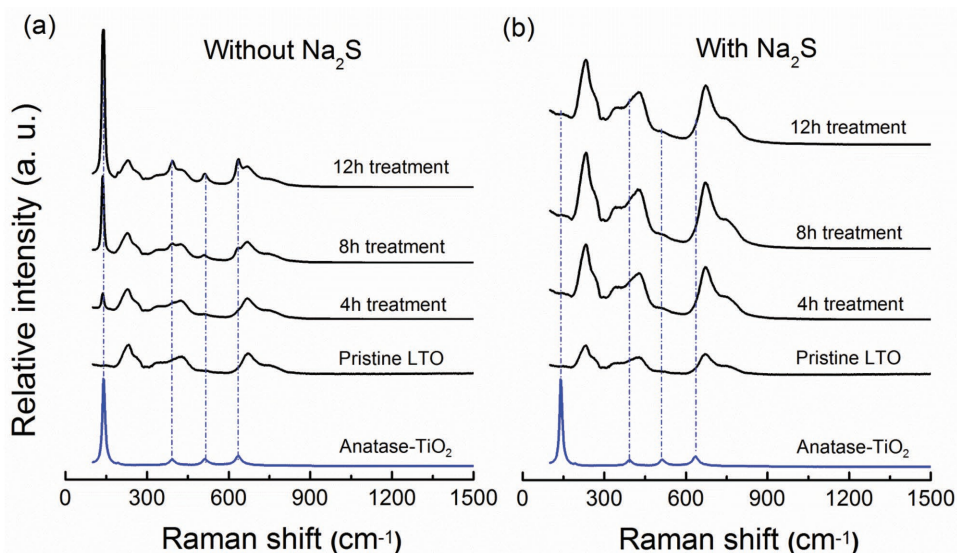 (a)
Without Na₂S
12h treatment
8h treatment
4h treatment
Pristine LTO
Anatase-TiO₂
0 300 600 900 1200 1500
Raman shift (cm⁻¹)
Relative intensity (a. u.)
(b)
With Na₂S
12h treatment
8h treatment
4h treatment
Pristine LTO
Anatase-TiO₂
0 300 600 900 1200 1500
Raman shift (cm⁻¹)